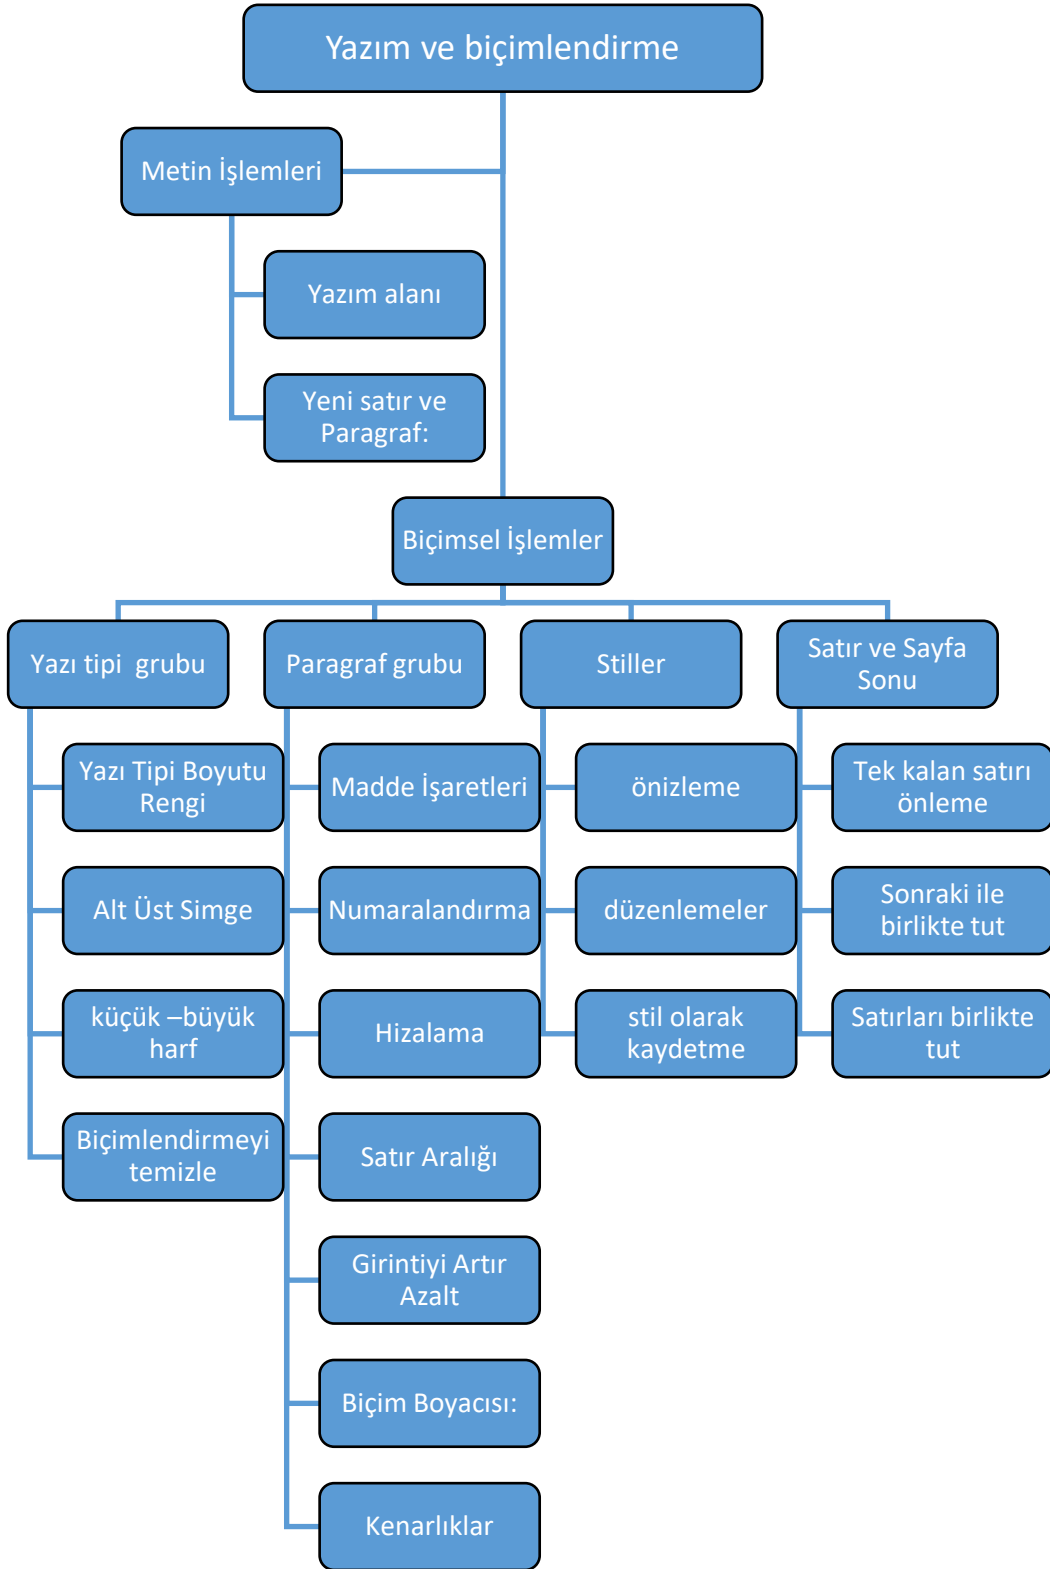 Yazım ve biçimlendirme
Metin İşlemleri
Yazım alanı
Yeni satır ve
Paragraf:
Biçimsel İşlemler
Yazı tipi grubu
Yazı Tipi Boyutu
Rengi
Alt Üst Simge
küçük –büyük
harf
Biçimlendirmeyi
temizle
Paragraf grubu
Madde İşaretleri
Numaralandırma
Hizalama
Satır Aralığı
Girintiyi Artır
Azalt
Biçim Boyacısı:
Kenarlıklar
Stiller
önizleme
düzenlemeler
stil olarak
kaydetme
Satır ve Sayfa
Sonu
Tek kalan satırı
önleme
Sonraki ile
birlikte tut
Satırları birlikte
tut